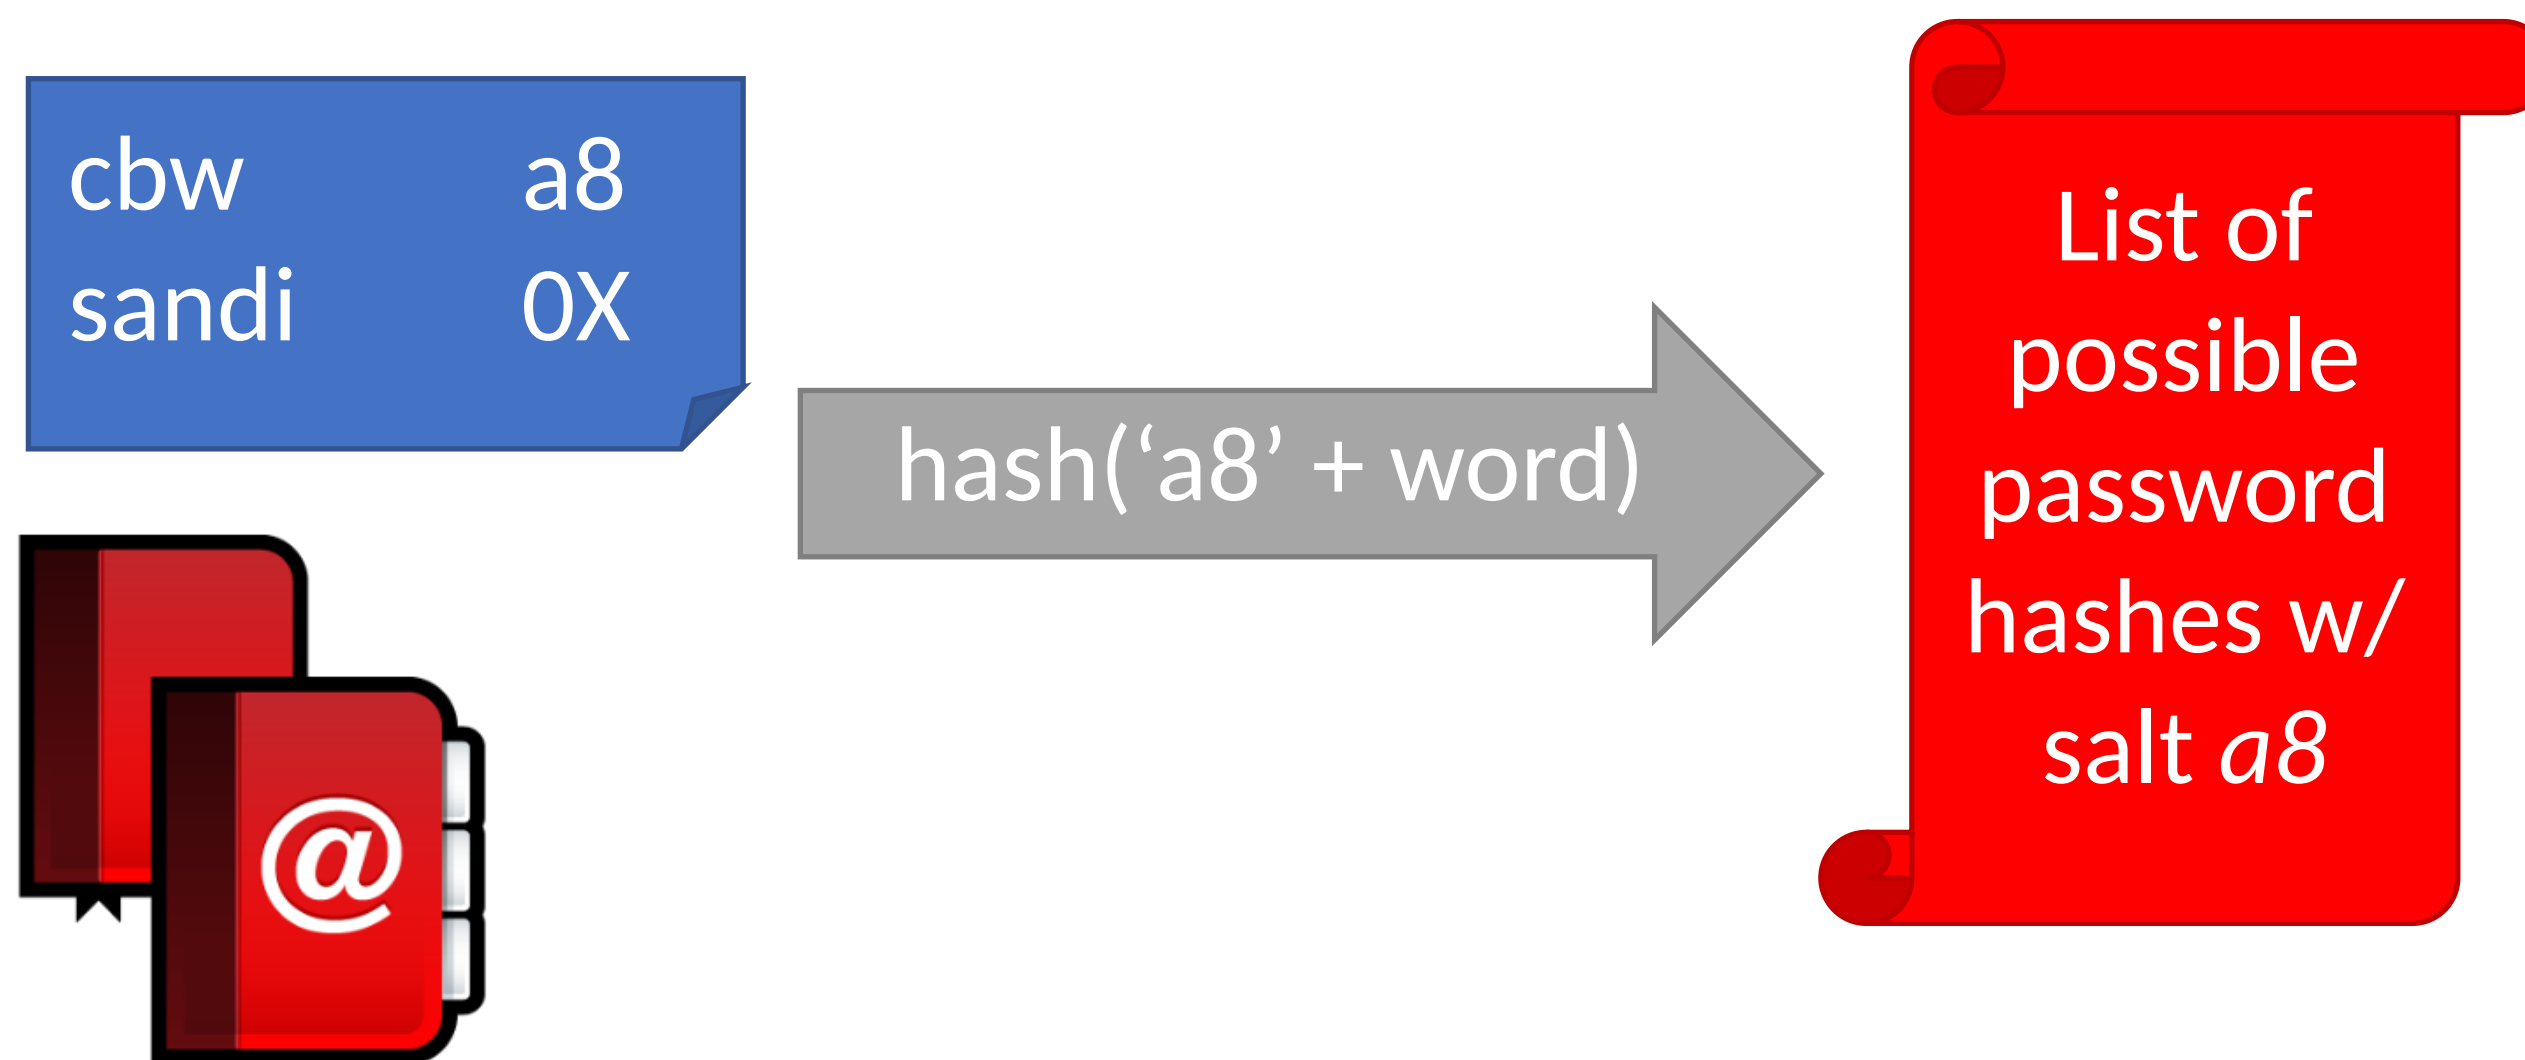 cbw a8
sandi 0X
hash(‘a8’ + word)
List of
possible
password
hashes w/
salt a8
@